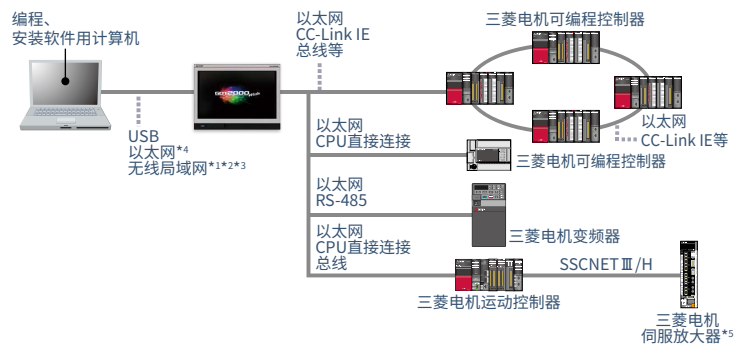 编程、
安装软件用计算机
USB
以太网*4
无线局域网*1*2*3
GOT2000
以太网
CC-Link IE
总线等
三菱电机可编程控制器
以太网
CC-Link IE等
以太网
CPU直接连接
三菱电机可编程控制器
以太网
RS-485
三菱电机变频器
以太网
CPU直接连接
总线
三菱电机运动控制器
SSCNETⅢ/H
三菱电机
伺服放大器*5